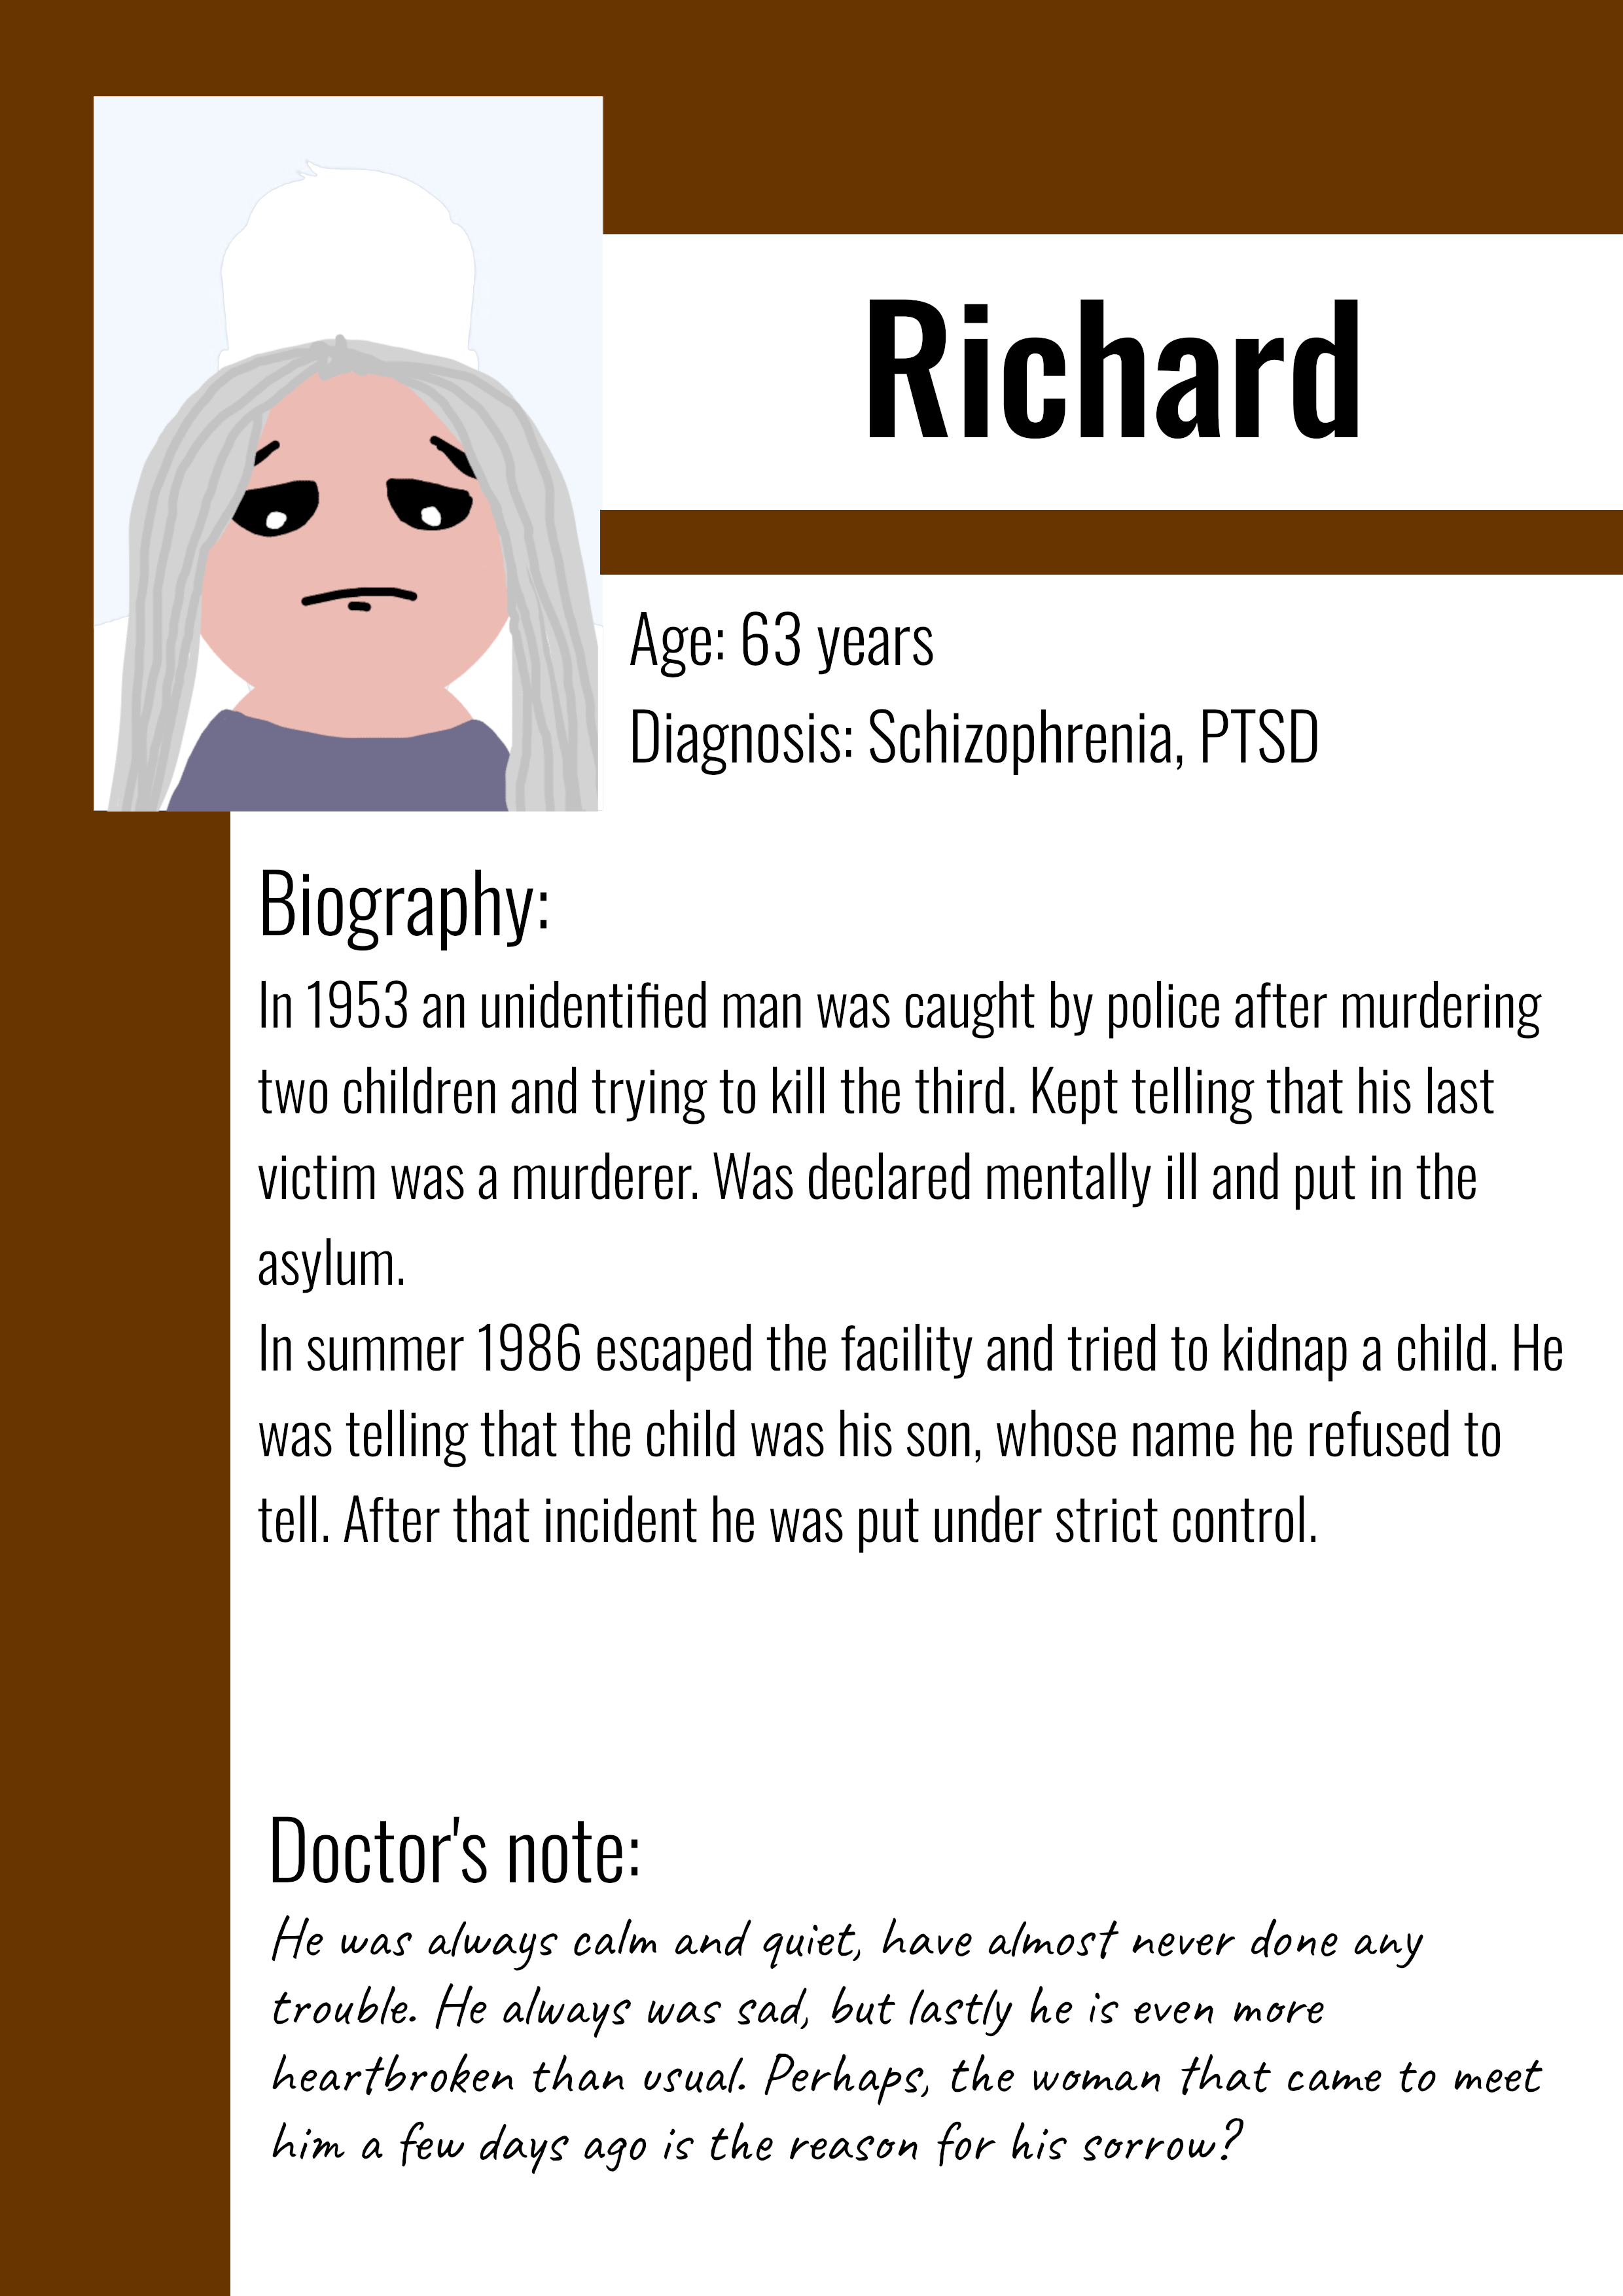 Richard
Age: 63 years
Diagnosis: Schizophrenia, PTSD
Biography:
In 1953 an unidentified man was caught by police after murdering
two children and trying to kill the third. Kept telling that his last
victim was a murderer. Was declared mentally ill and put in the
asylum.
In summer 1986 escaped the facility and tried to kidnap a child. He
was telling that the child was his son, whose name he refused to
tell. After that incident he was put under strict control.
Doctor's note:
He was always calm and quiet, have almost never done any
trouble. He always was sad, but lastly he is even more
heartbroken than usual. Perhaps, the woman that came to meet
him a few days ago is the reason for his sorrow?